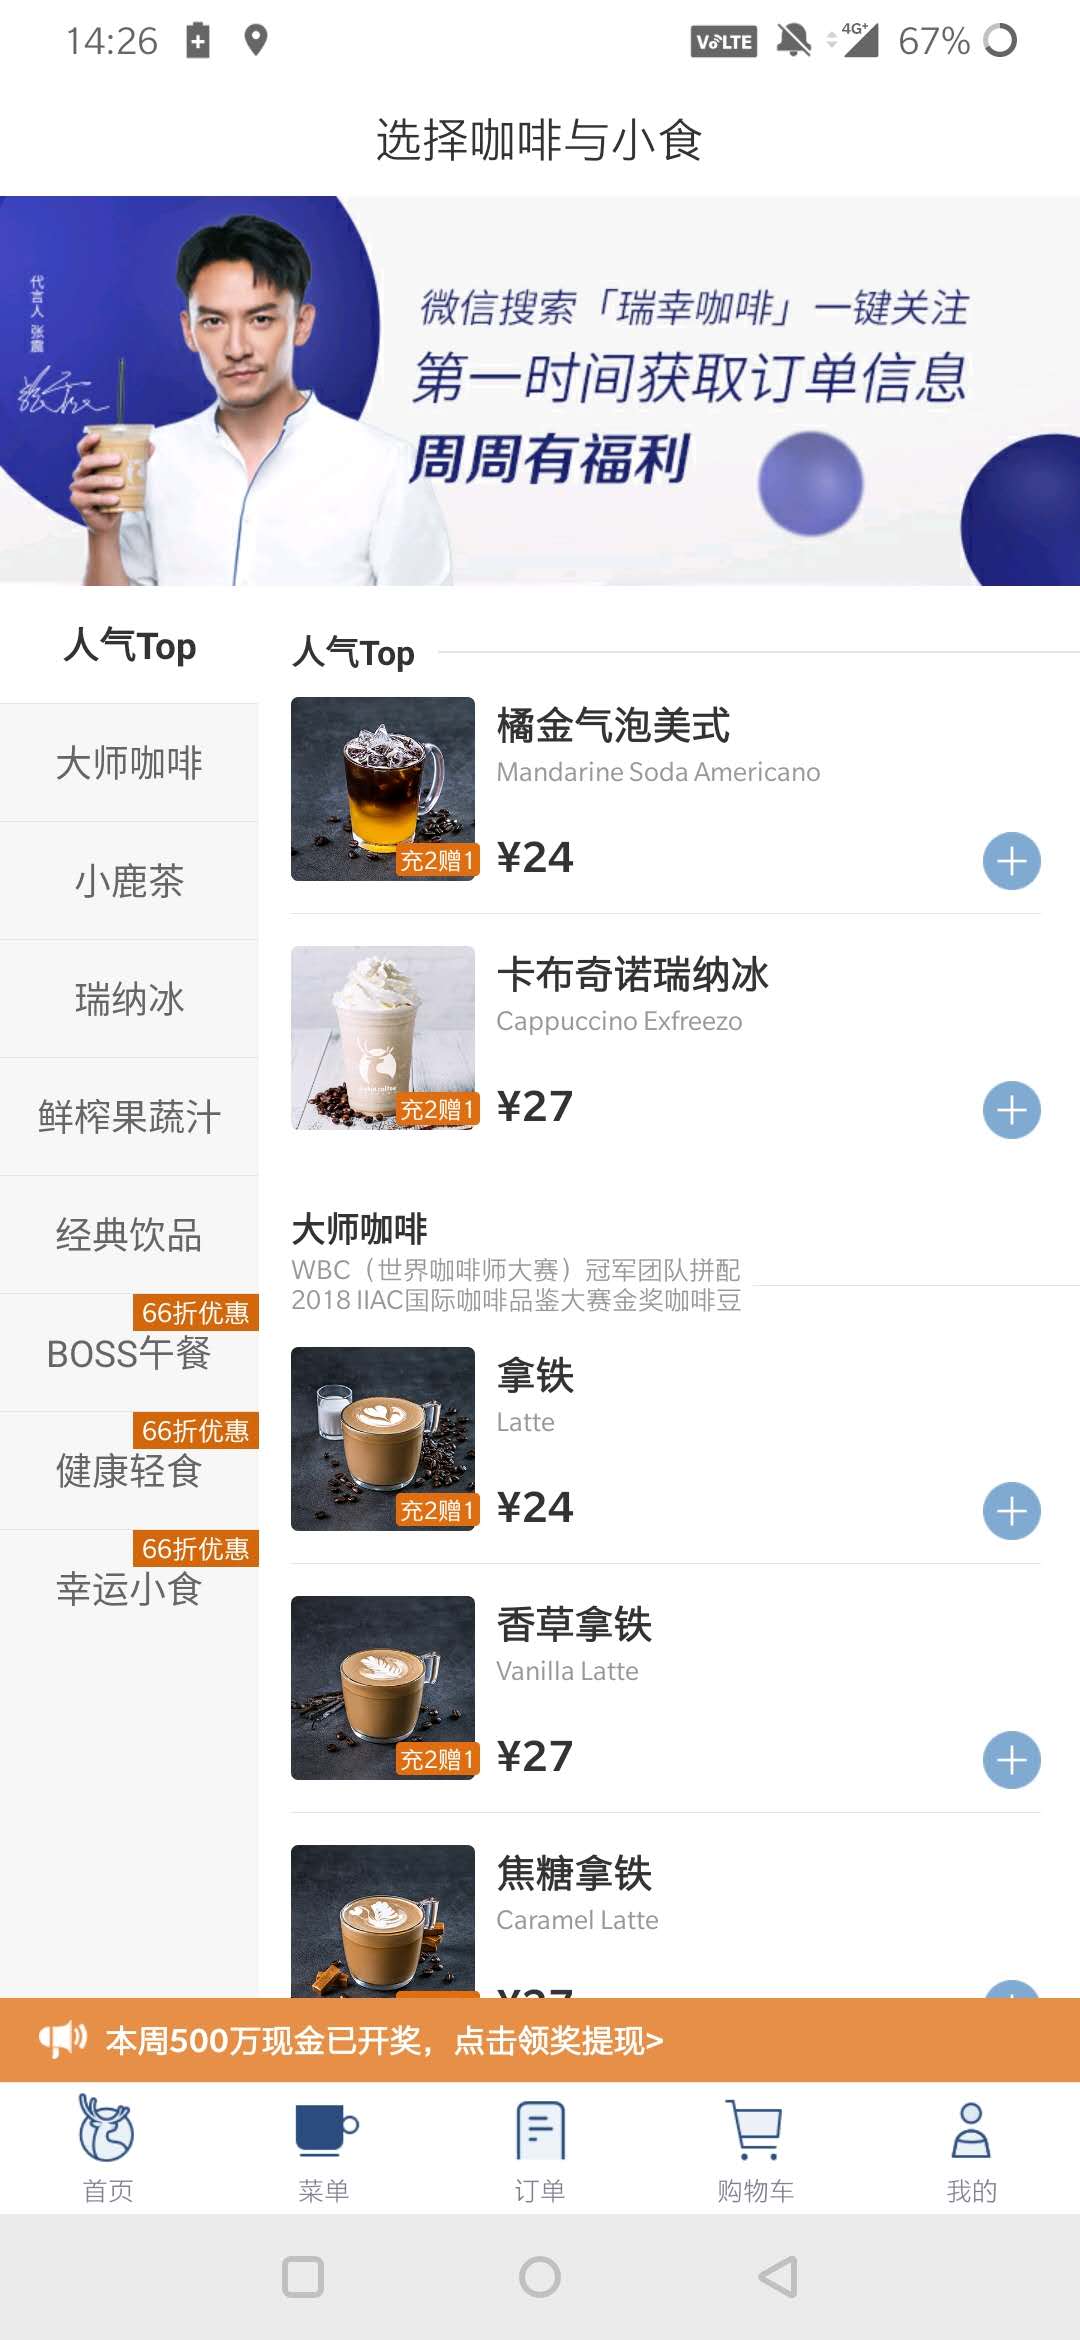 14:26
VoLTE
4G+
67%
选择咖啡与小食
代言人 张震
微信搜索「瑞幸咖啡」一键关注
第一时间获取订单信息
周周有福利
人气Top
大师咖啡
小鹿茶
瑞纳冰
鲜榨果蔬汁
经典饮品
66折优惠
BOSS午餐
66折优惠
健康轻食
66折优惠
幸运小食
人气Top
橘金气泡美式
Mandarine Soda Americano
充2赠1
¥24
卡布奇诺瑞纳冰
Cappuccino Exfreezo
充2赠1
¥27
大师咖啡
WBC（世界咖啡师大赛）冠军团队拼配
2018 IIAC国际咖啡品鉴大赛金奖咖啡豆
拿铁
Latte
充2赠1
¥24
香草拿铁
Vanilla Latte
充2赠1
¥27
焦糖拿铁
Caramel Latte
¥27
本周500万现金已开奖，点击领奖提现>
首页
菜单
订单
购物车
我的